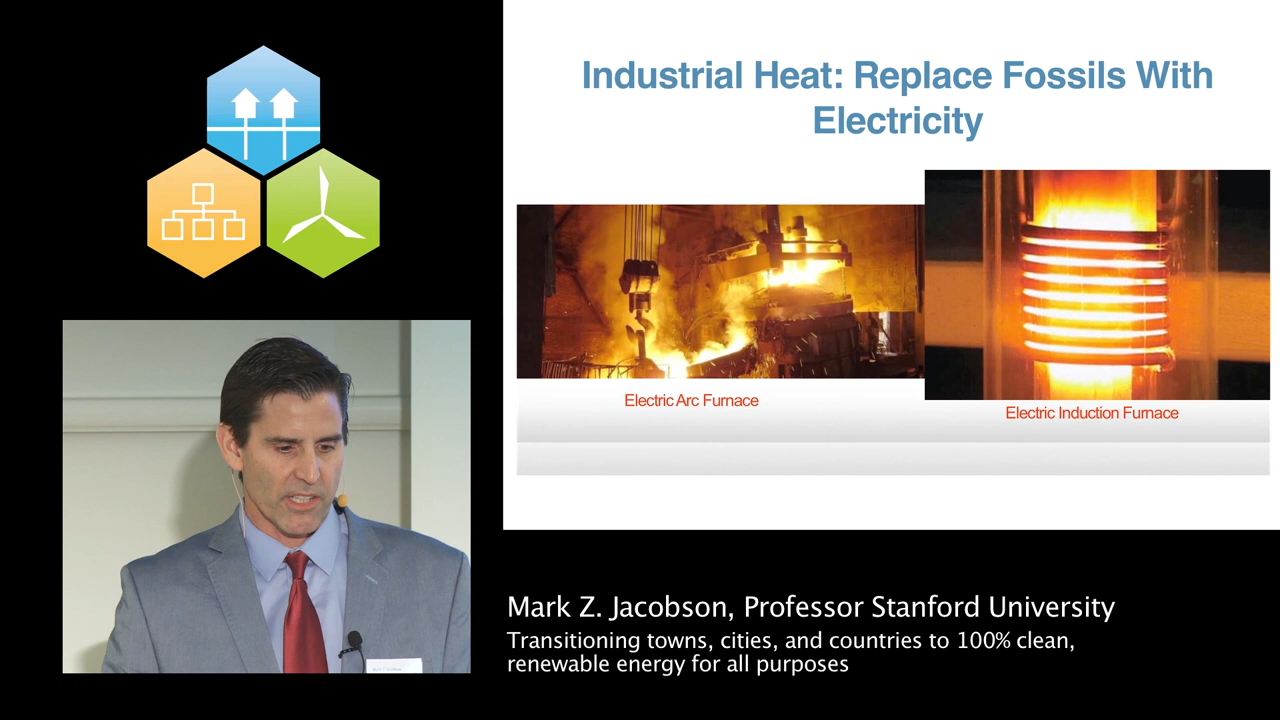 Industrial Heat: Replace Fossils With
Electricity
Electric Arc Furnace
Electric Induction Furnace
Mark Z. Jacobson, Professor Stanford University
Transitioning towns, cities, and countries to 100% clean,
renewable energy for all purposes